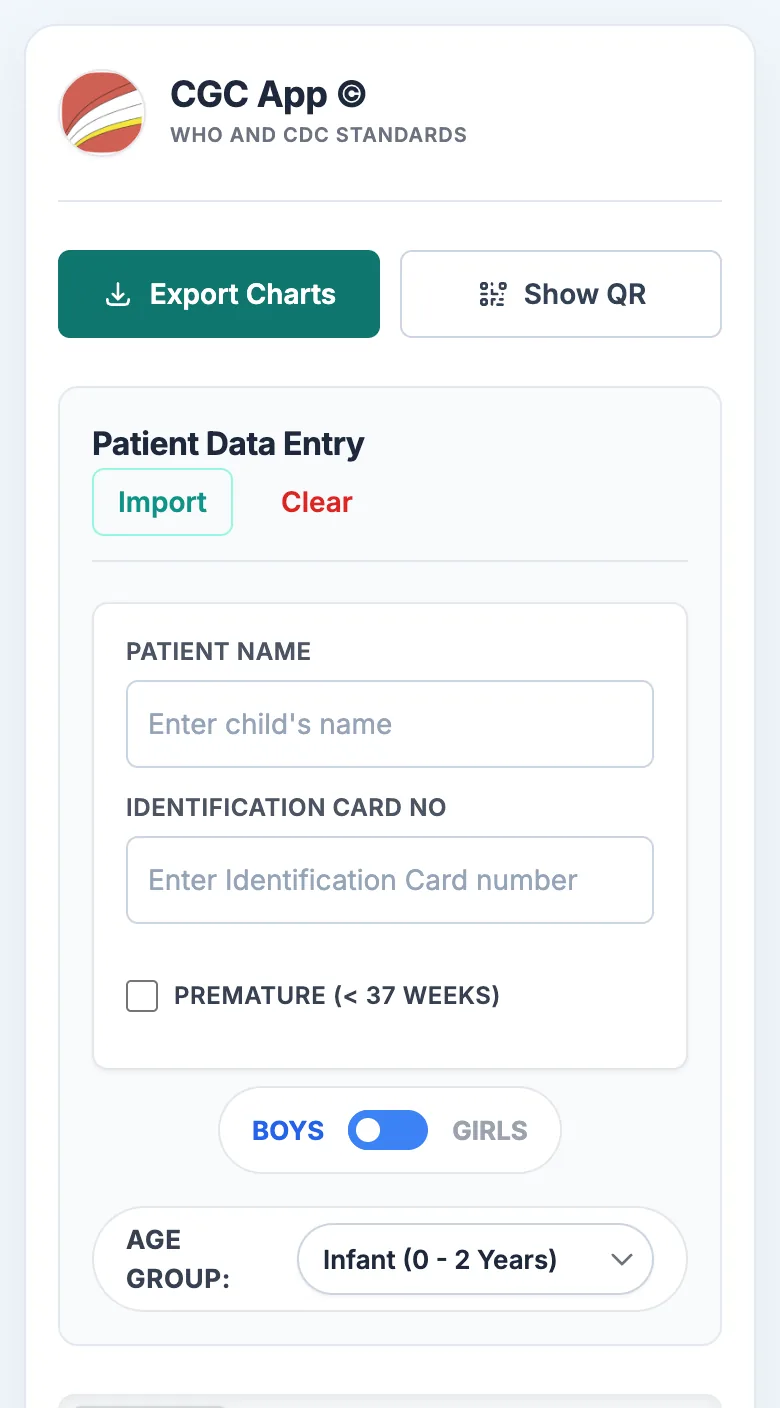 CGC App ©
WHO AND CDC STANDARDS
Export Charts
Show QR
Patient Data Entry
Import
Clear
PATIENT NAME
Enter child's name
IDENTIFICATION CARD NO
Enter Identification Card number
PREMATURE (< 37 WEEKS)
BOYS
GIRLS
AGE
GROUP:
Infant (0 - 2 Years)